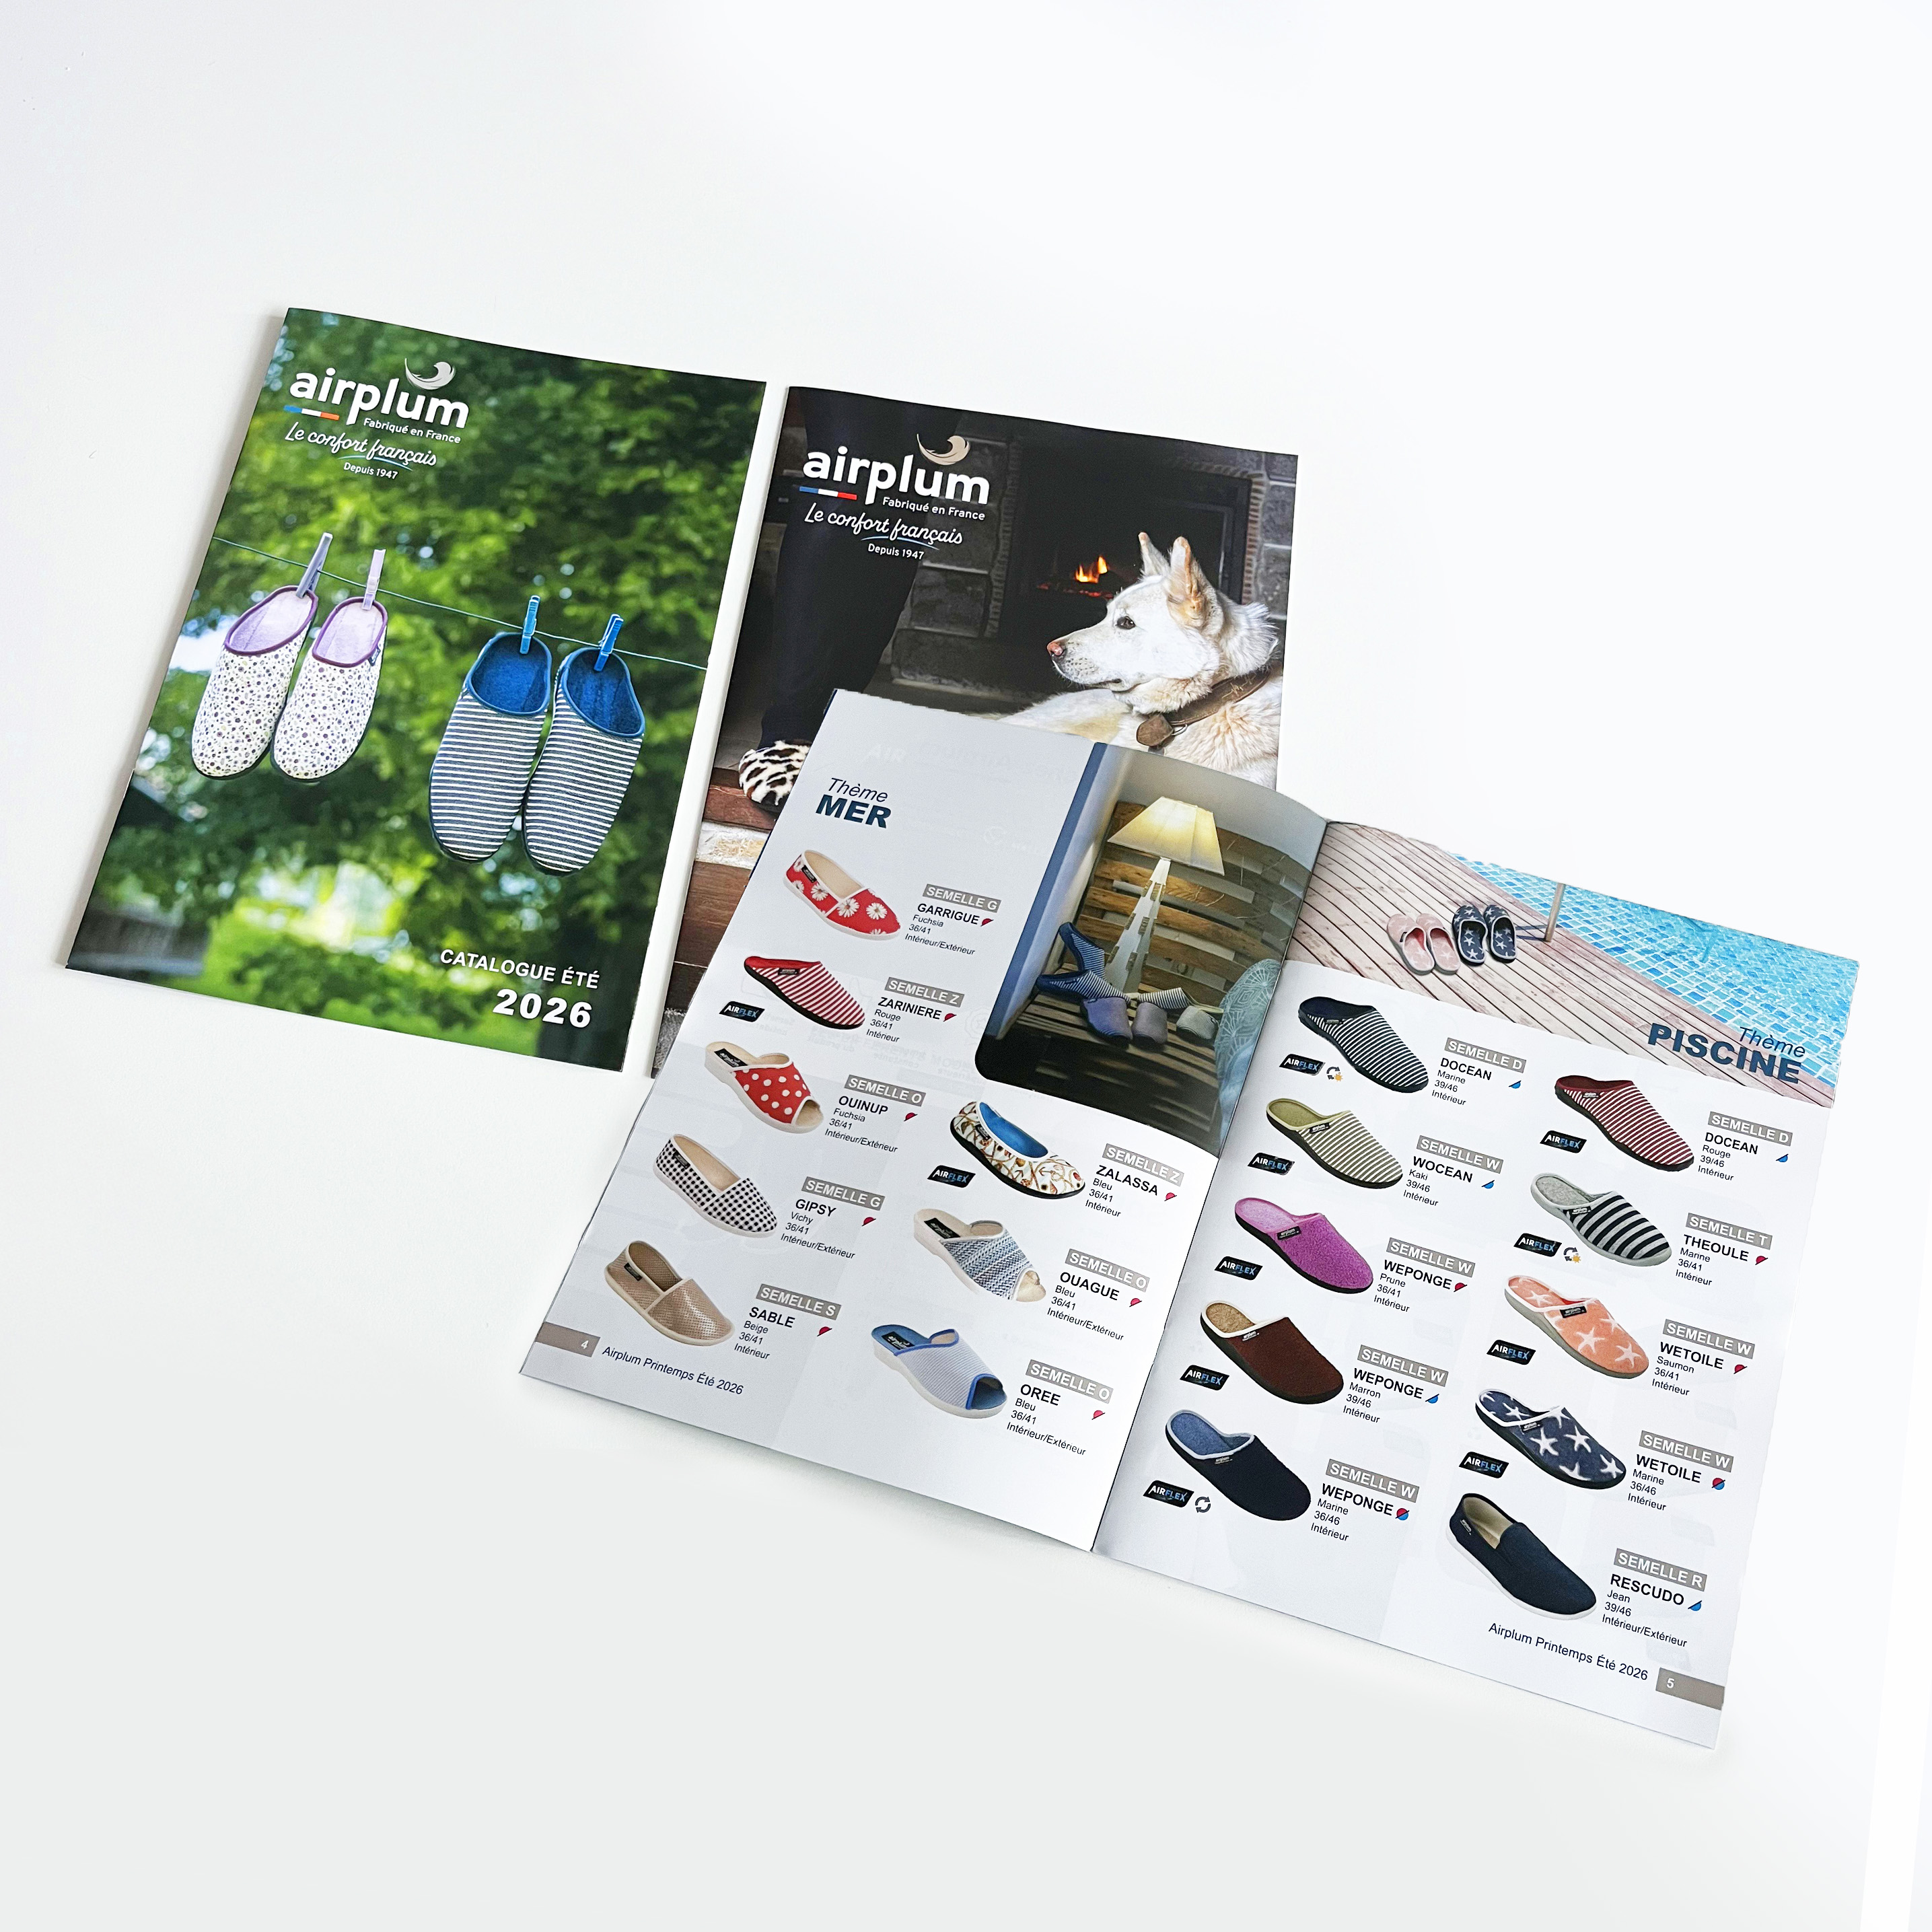 airplum
Fabriqué en France
Le confort français
Depuis 1947
CATALOGUE ÉTÉ
2026
airplum
Fabriqué en France
Le confort français
Depuis 1947
Thème
MER
SEMELLE G
GARRIGUE
Fuchsia
36/41
Intérieur/Extérieur
AIRFLEX
SEMELLE Z
ZARINIERE
Rouge
36/41
Intérieur
SEMELLE O
OUINUP
Fuchsia
36/41
Intérieur/Extérieur
SEMELLE G
GIPSY
Vichy
36/41
Intérieur/Extérieur
SEMELLE S
SABLE
Beige
36/41
Intérieur
AIRFLEX
SEMELLE Z
ZALASSA
Bleu
36/41
Intérieur
SEMELLE O
OUAGUE
Bleu
36/41
Intérieur/Extérieur
SEMELLE O
OREE
Bleu
36/41
Intérieur/Extérieur
4
Airplum Printemps Été 2026
Thème
PISCINE
AIRFLEX
SEMELLE D
DOCEAN
Marine
39/46
Intérieur
AIRFLEX
SEMELLE W
WOCEAN
Kaki
39/46
Intérieur
AIRFLEX
SEMELLE W
WEPONGE
Prune
36/41
Intérieur
AIRFLEX
SEMELLE W
WEPONGE
Marron
39/46
Intérieur
AIRFLEX
SEMELLE W
WEPONGE
Marine
36/46
Intérieur
AIRFLEX
SEMELLE D
DOCEAN
Rouge
39/46
Intérieur
AIRFLEX
SEMELLE T
THEOULE
Marine
36/41
Intérieur
AIRFLEX
SEMELLE W
WETOILE
Saumon
36/41
Intérieur
AIRFLEX
SEMELLE W
WETOILE
Marine
36/46
Intérieur
SEMELLE R
RESCUDO
Jean
39/46
Intérieur/Extérieur
Airplum Printemps Été 2026
5